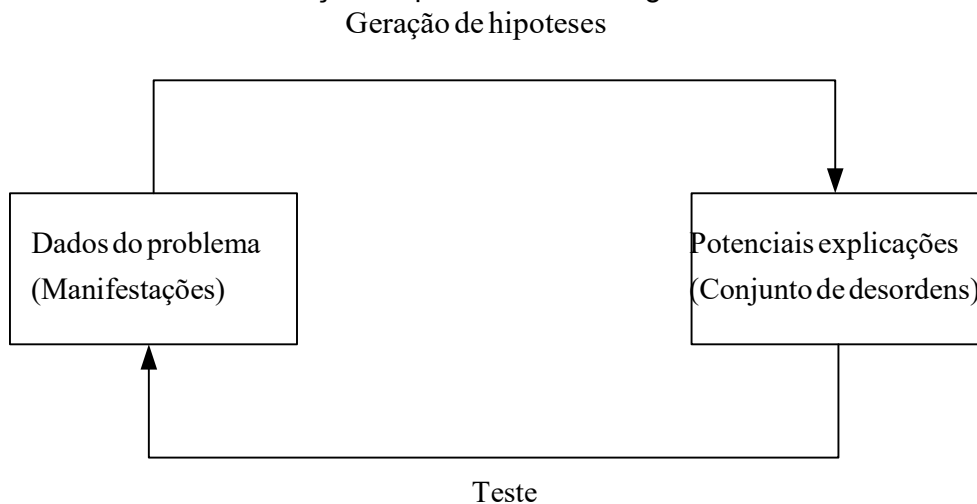 Geração de hipoteses
Dados do problema
(Manifestações)
Potenciais explicações
(Conjunto de desordens)
Teste